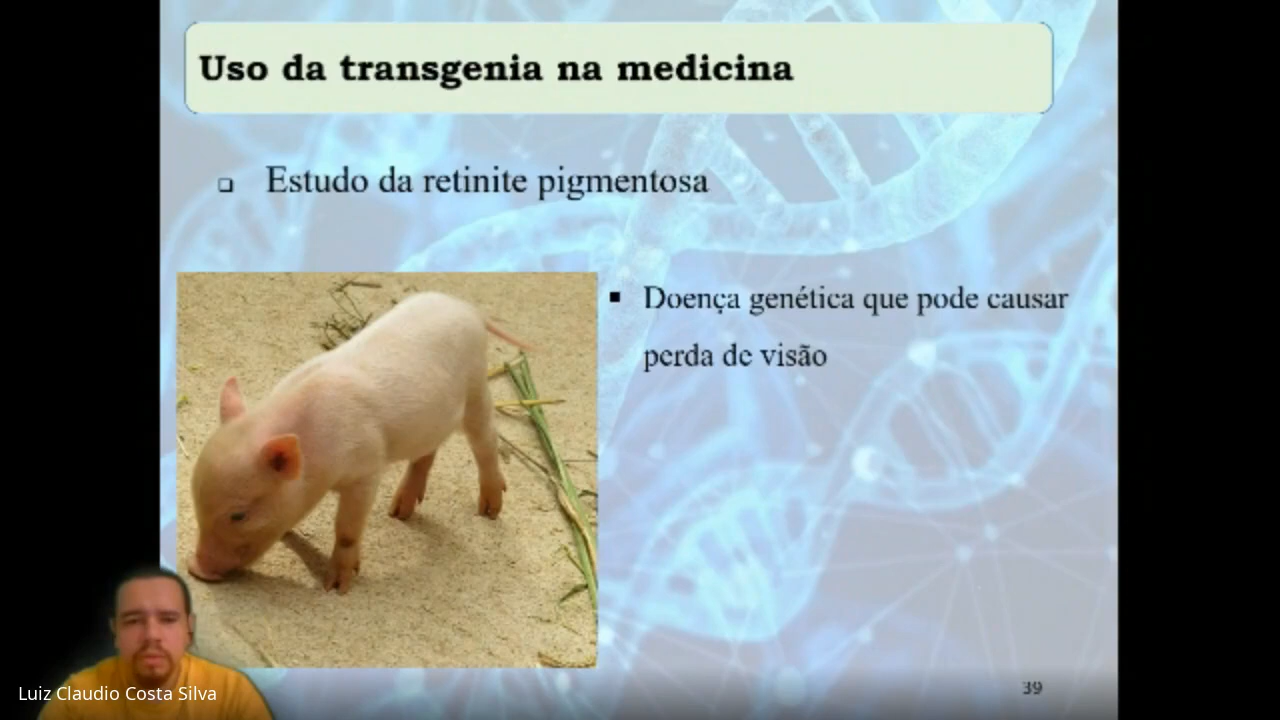 Uso da transgenia na medicina
Estudo da retinite pigmentosa
Doença genética que pode causar
perda de visão
Luiz Claudio Costa Silva
39